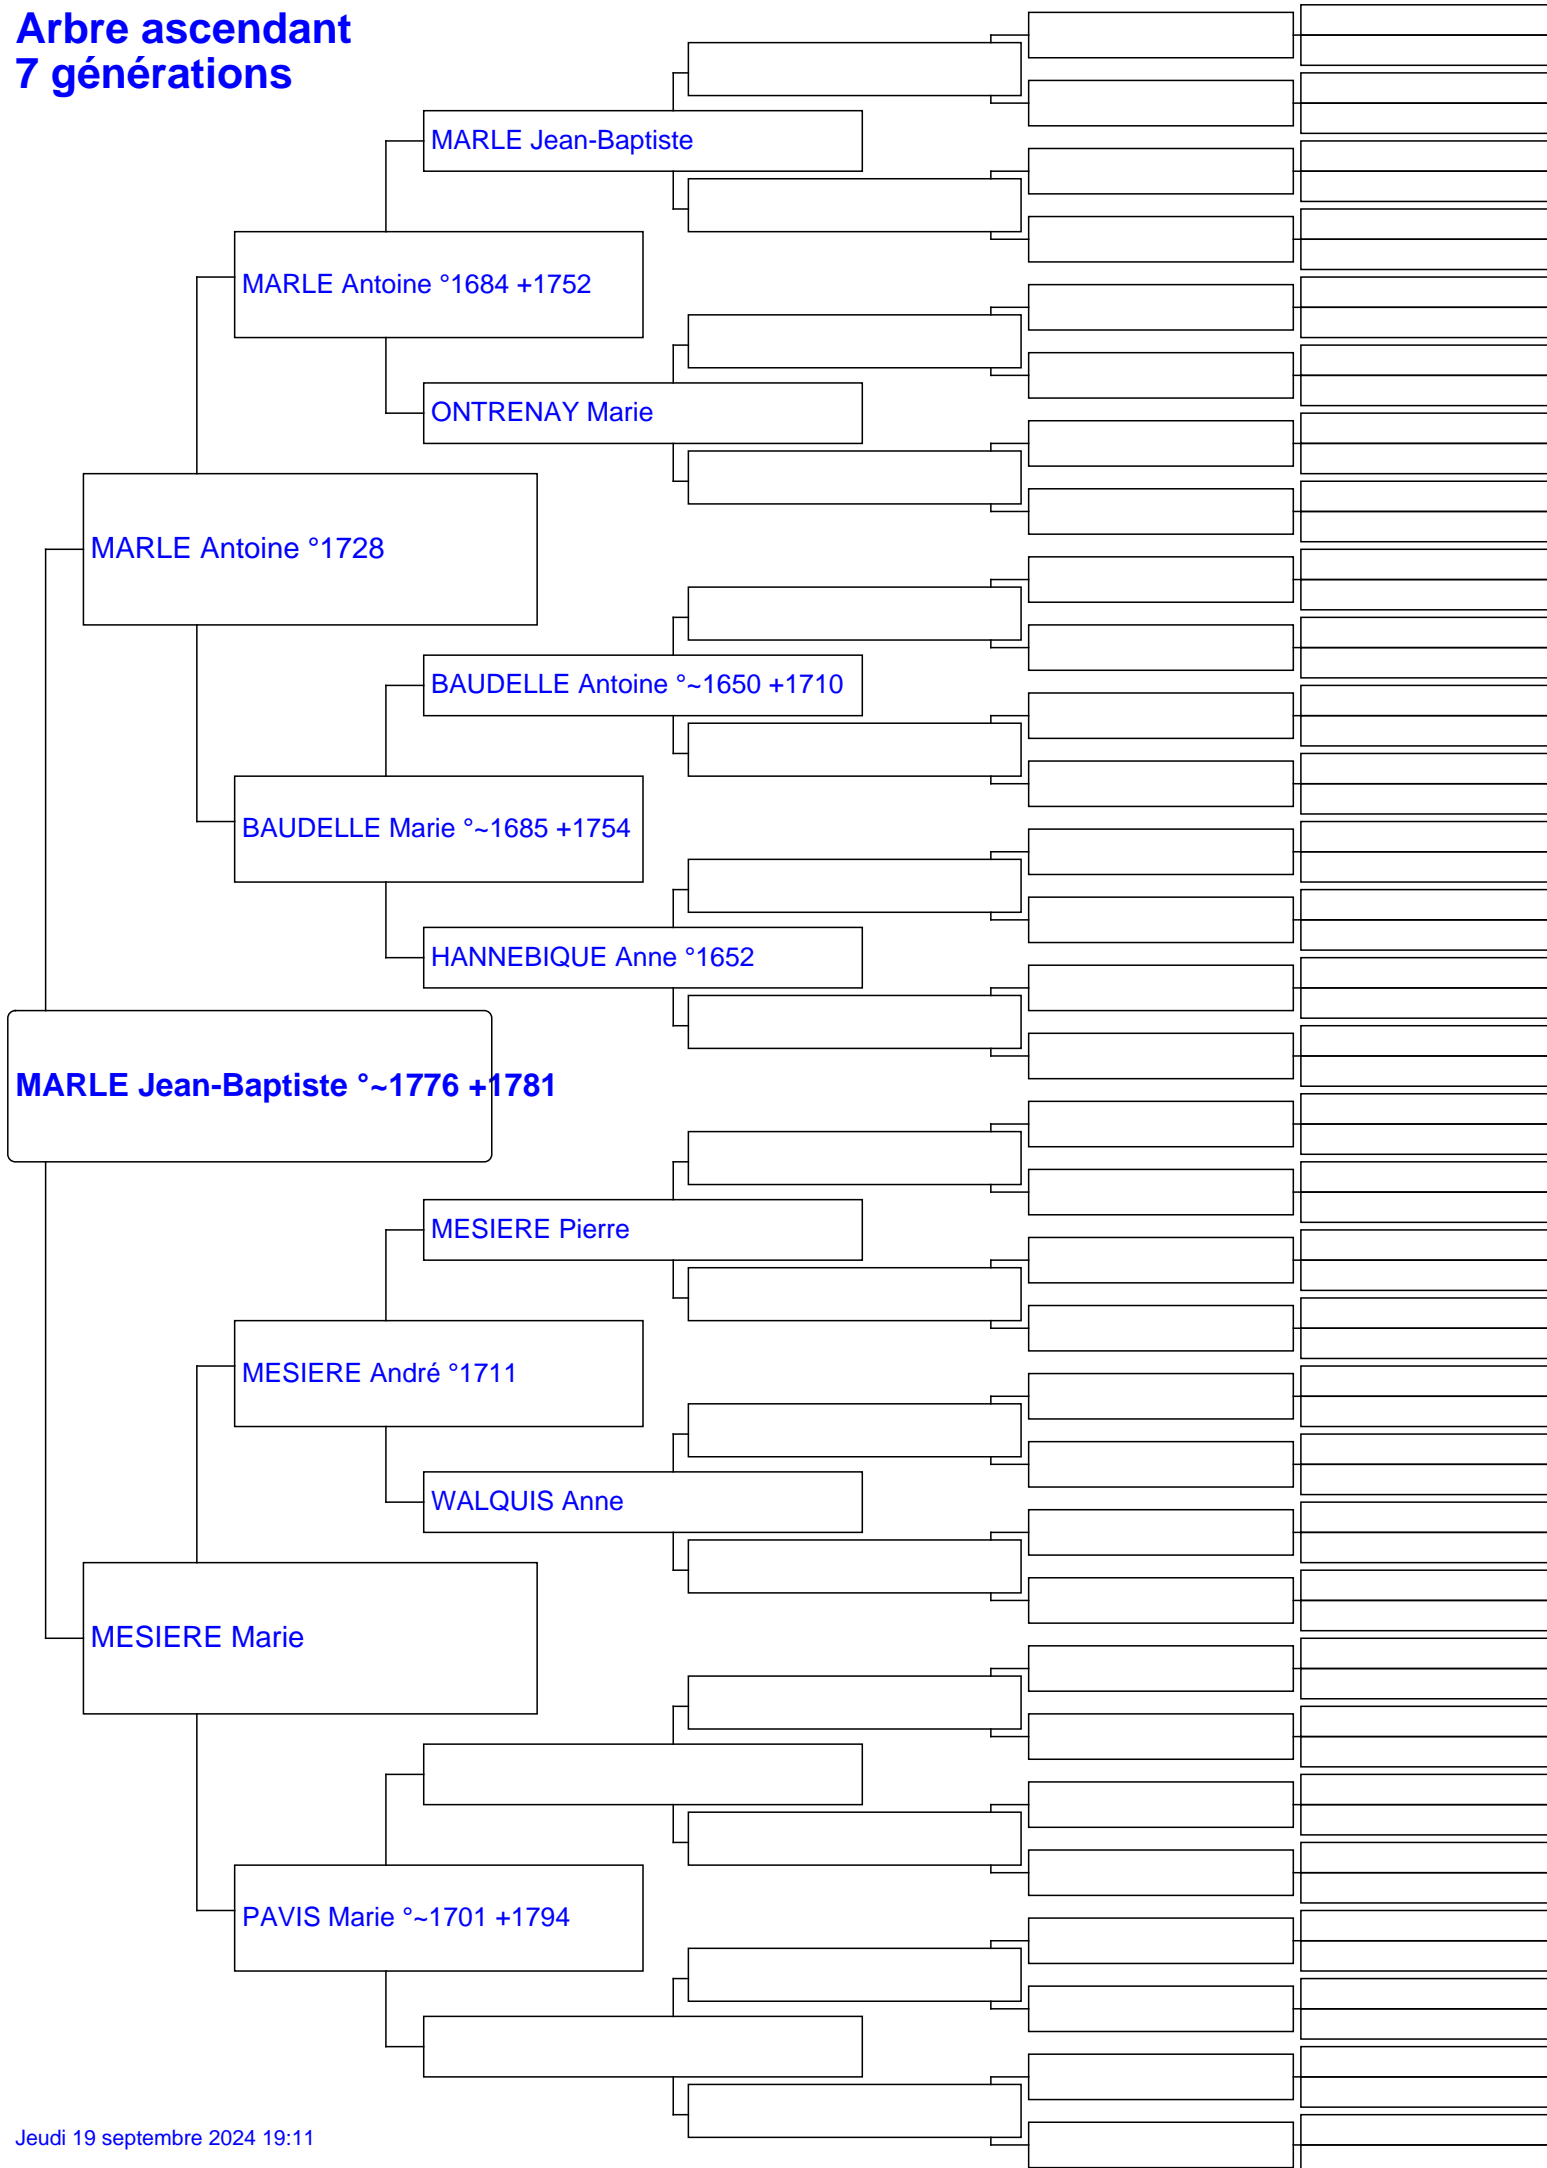 Arbre ascendant
7 générations
MARLE Jean-Baptiste
MARLE Antoine °1684 +1752
ONTRENAY Marie
MARLE Antoine °1728
BAUDELLE Antoine °~1650 +1710
BAUDELLE Marie °~1685 +1754
HANNEBIQUE Anne °1652
MARLE Jean-Baptiste °~1776 +1781
MESIERE Pierre
MESIERE André °1711
WALQUIS Anne
MESIERE Marie
PAVIS Marie °~1701 +1794
Jeudi 19 septembre 2024 19:11